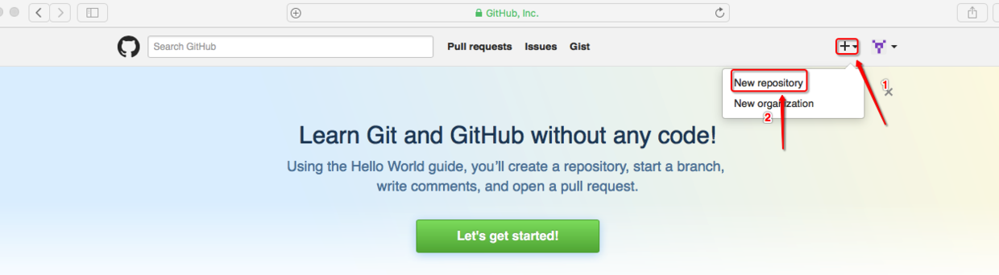 GitHub, Inc.
Search GitHub
Pull requests Issues Gist
1
New repository
New organization
2
Learn Git and GitHub without any code!
Using the Hello World guide, you’ll create a repository, start a branch,
write comments, and open a pull request.
Let's get started!